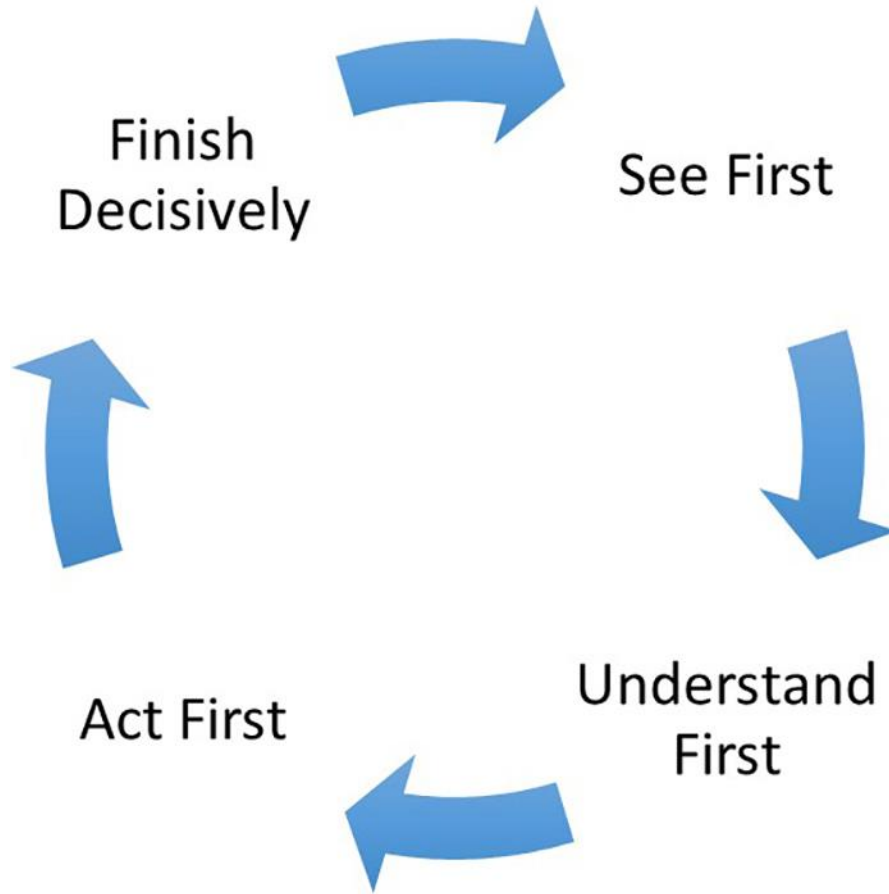 Finish
Decisively
See First
Understand
First
Act First